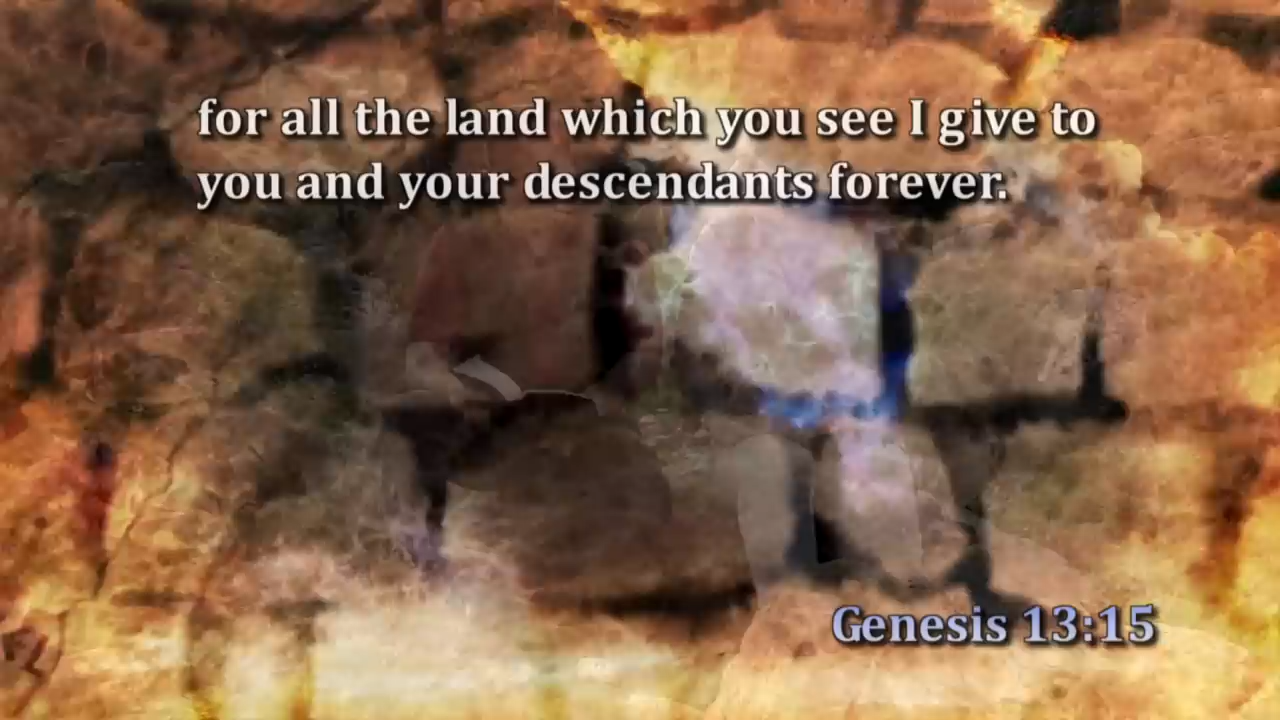 for all the land which you see I give to
you and your descendants forever.
Genesis 13:15